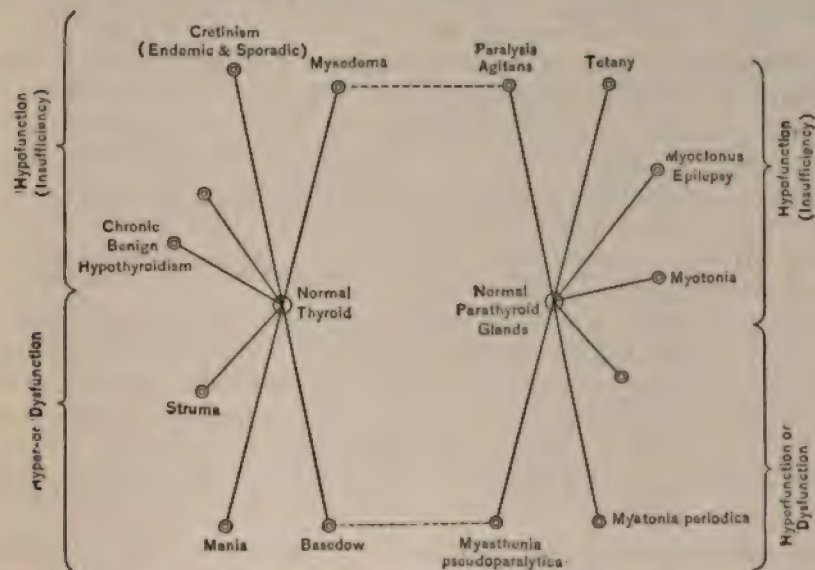 Cretinism
(Endemic & Sporadic)
Myxedema
Paralysis
Agitans
Tetany
Hypofunction
(Insufficiency)
Myoclonus
Epilepsy
Hypofunction
(Insufficiency)
Chronic
Benign
Hypothyroidism
Normal
Thyroid
Normal
Parathyroid
Glands
Myotonia
Struma
Hyper-or Dysfunction
Hyperfunction or
Dysfunction
Mania
Basedow
Myasthenia
pseudoparalytica
Myatonia periodica